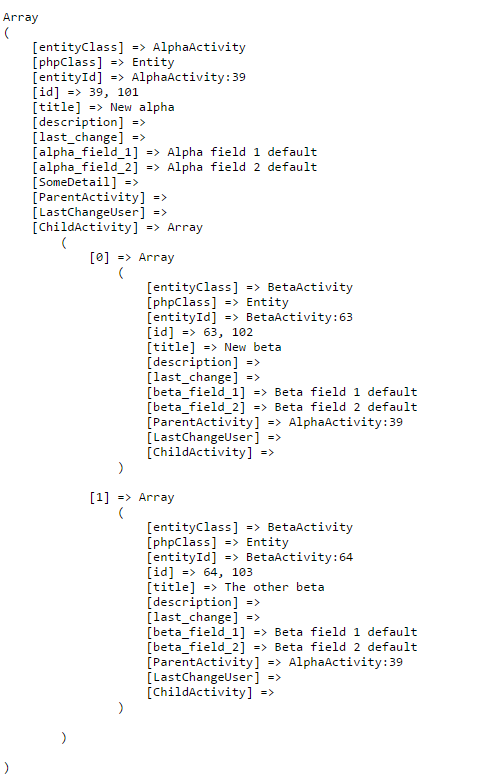 Array
(
    [entityClass] => AlphaActivity
    [phpClass] => Entity
    [entityId] => AlphaActivity:39
    [id] => 39, 101
    [title] => New alpha
    [description] =>
    [last_change] =>
    [alpha_field_1] => Alpha field 1 default
    [alpha_field_2] => Alpha field 2 default
    [SomeDetail] =>
    [ParentActivity] =>
    [LastChangeUser] =>
    [ChildActivity] => Array
        (
            [0] => Array
                (
                    [entityClass] => BetaActivity
                    [phpClass] => Entity
                    [entityId] => BetaActivity:63
                    [id] => 63, 102
                    [title] => New beta
                    [description] =>
                    [last_change] =>
                    [beta_field_1] => Beta field 1 default
                    [beta_field_2] => Beta field 2 default
                    [ParentActivity] => AlphaActivity:39
                    [LastChangeUser] =>
                    [ChildActivity] =>
                )

            [1] => Array
                (
                    [entityClass] => BetaActivity
                    [phpClass] => Entity
                    [entityId] => BetaActivity:64
                    [id] => 64, 103
                    [title] => The other beta
                    [description] =>
                    [last_change] =>
                    [beta_field_1] => Beta field 1 default
                    [beta_field_2] => Beta field 2 default
                    [ParentActivity] => AlphaActivity:39
                    [LastChangeUser] =>
                    [ChildActivity] =>
                )

        )

)